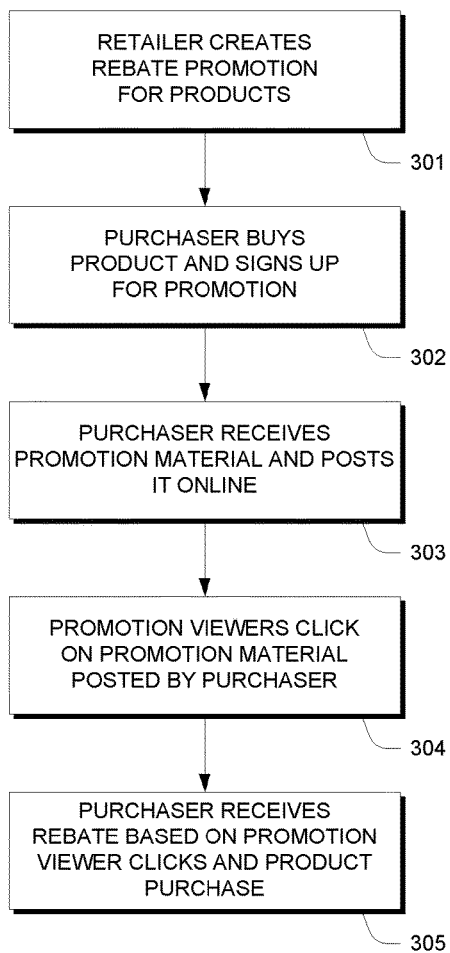 RETAILER CREATES
REBATE PROMOTION
FOR PRODUCTS
301
PURCHASER BUYS
PRODUCT AND SIGNS UP
FOR PROMOTION
302
PURCHASER RECEIVES
PROMOTION MATERIAL AND POSTS
IT ONLINE
303
PROMOTION VIEWERS CLICK
ON PROMOTION MATERIAL
POSTED BY PURCHASER
304
PURCHASER RECEIVES
REBATE BASED ON PROMOTION
VIEWER CLICKS AND PRODUCT
PURCHASE
305